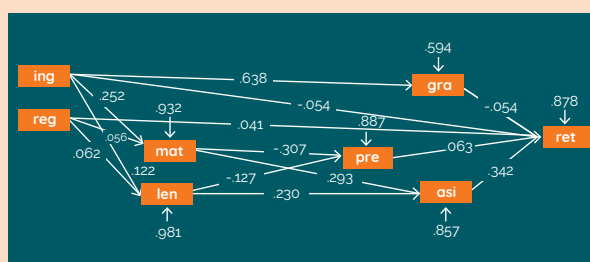 .594
ing
.638
gra
.252
-.054
-.054
.878
reg
.932
.041
.887
.056
ret
.062
mat
-.307
pre
.063
.122
-.127
.293
.342
len
.230
asi
.981
.857